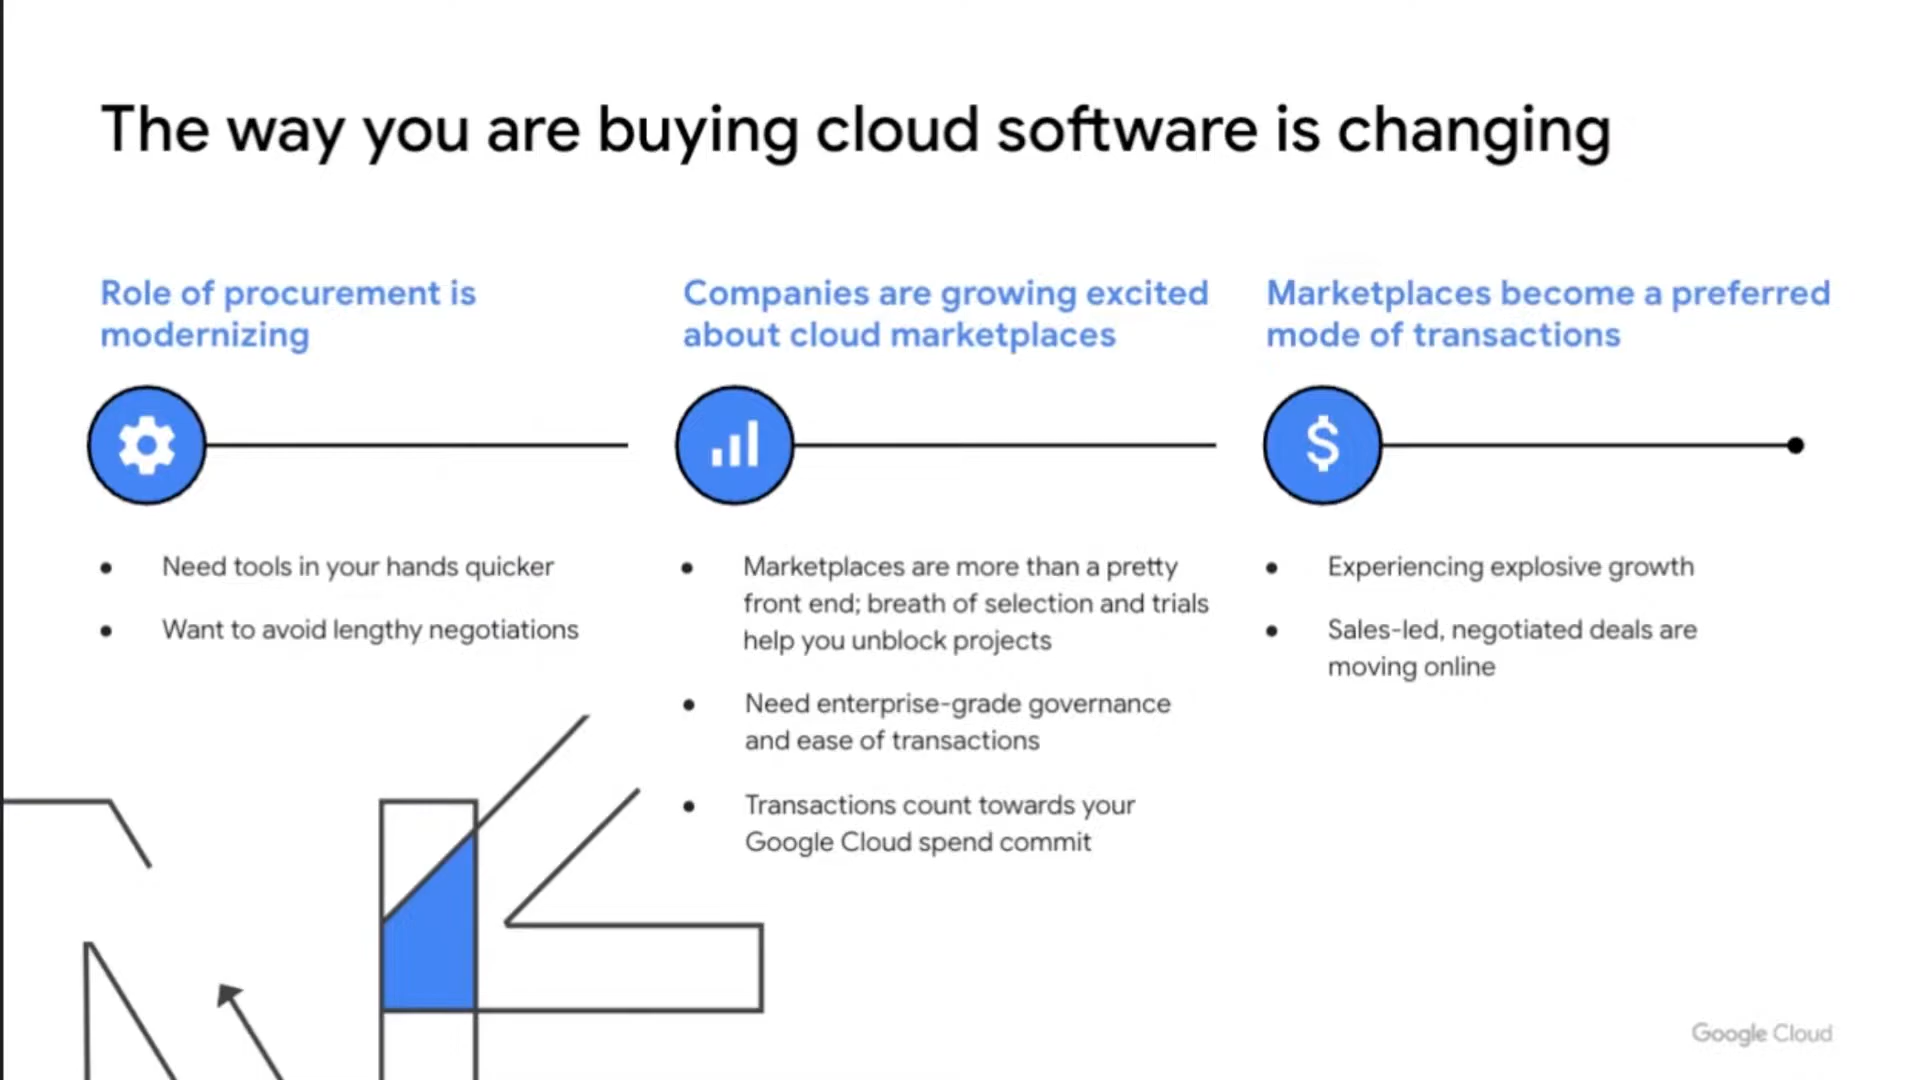 The way you are buying cloud software is changing
Role of procurement is
modernizing
Companies are growing excited
about cloud marketplaces
Marketplaces become a preferred
mode of transactions
$
• Need tools in your hands quicker
• Want to avoid lengthy negotiations
• Marketplaces are more than a pretty
front end; breath of selection and trials
help you unblock projects
• Need enterprise-grade governance
and ease of transactions
• Transactions count towards your
Google Cloud spend commit
• Experiencing explosive growth
• Sales-led, negotiated deals are
moving online
Google Cloud